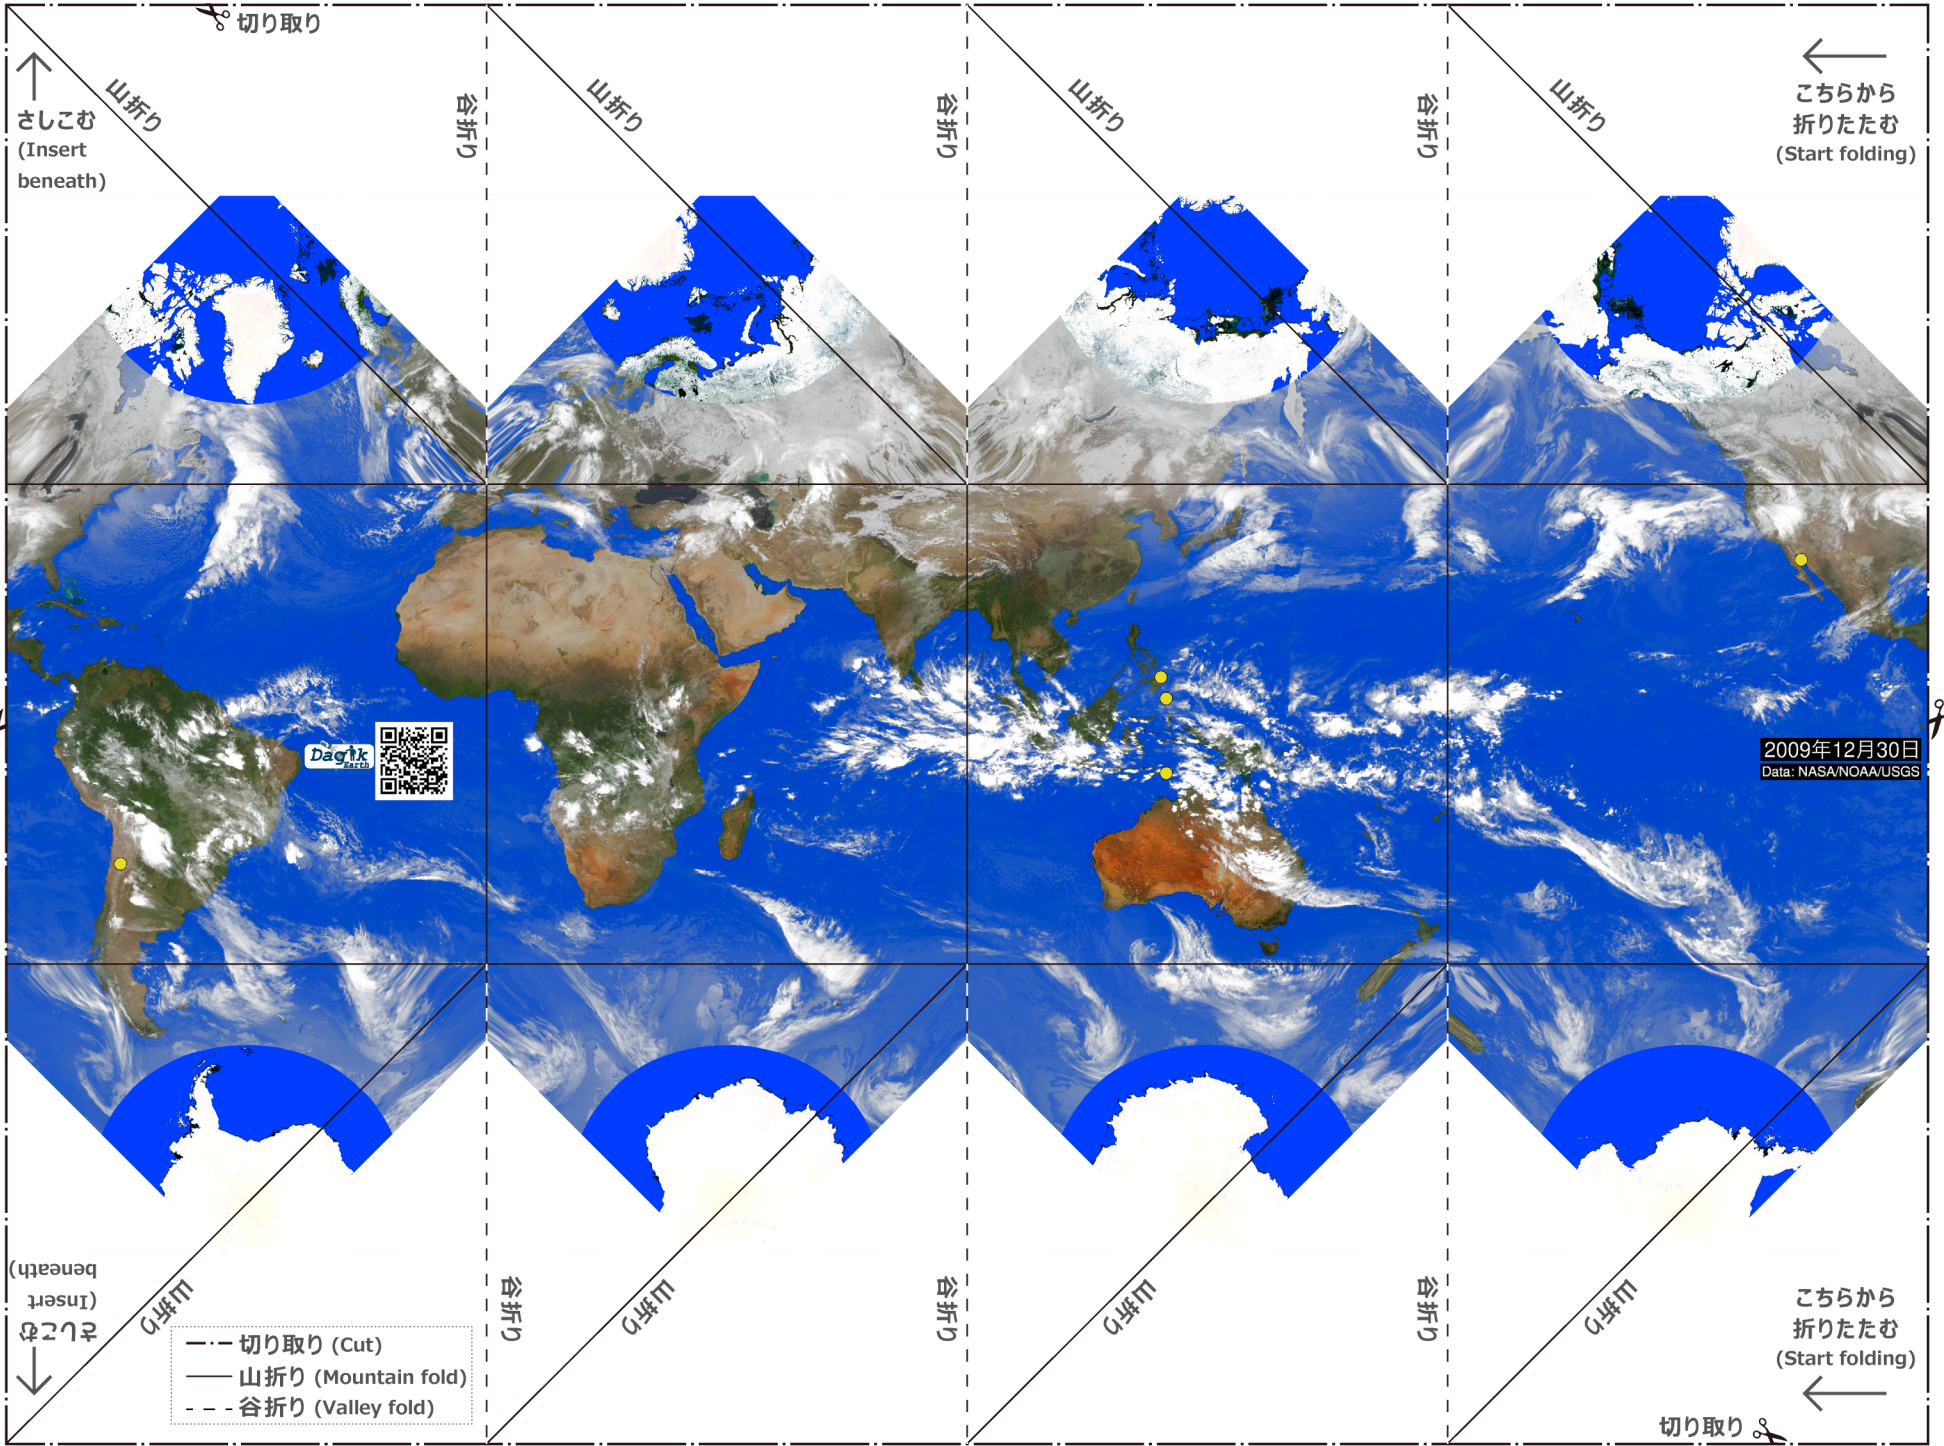 切り取り
山折り
谷折り
山折り
谷折り
山折り
谷折り
山折り
さしこむ
(Insert
beneath)
こちらから
折りたたむ
(Start folding)
Dagik
Earth
2009年12月30日
Data: NASA/NOAA/USGS
さしこむ
(Insert
beneath)
山折り
谷折り
山折り
谷折り
山折り
谷折り
山折り
切り取り (Cut)
山折り (Mountain fold)
谷折り (Valley fold)
こちらから
折りたたむ
(Start folding)
切り取り